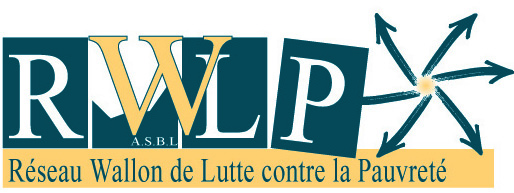 RWLP
A.S.B.L
Réseau Wallon de Lutte contre la Pauvreté